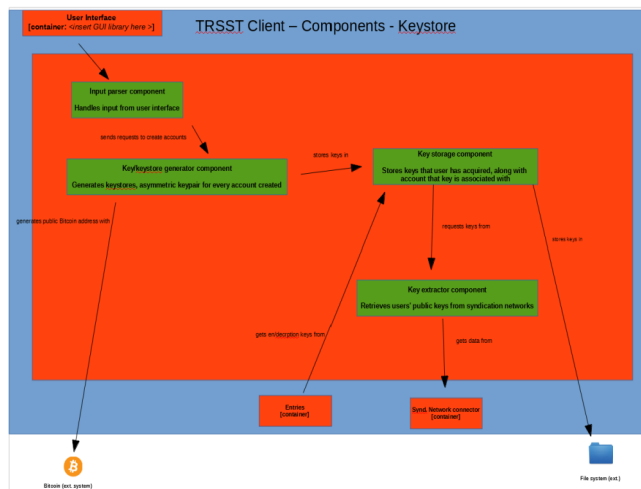 User Interface
[container: <insert GUI library here >]
TRSST Client – Components - Keystore
Input parser component
Handles input from user interface
sends requests to create accounts
stores keys in
Key/keystore generator component
Generates keystores, asymmetric keypair for every account created
Key storage component
Stores keys that user has acquired, along with
account that key is associated with
generates public Bitcoin address with
requests keys from
stores keys in
Key extractor component
Retrieves users' public keys from syndication networks
gets en/decrption keys from
gets data from
Entries
[container]
Synd. Network connector
[container]
Bitcoin (ext. system)
File system (ext.)